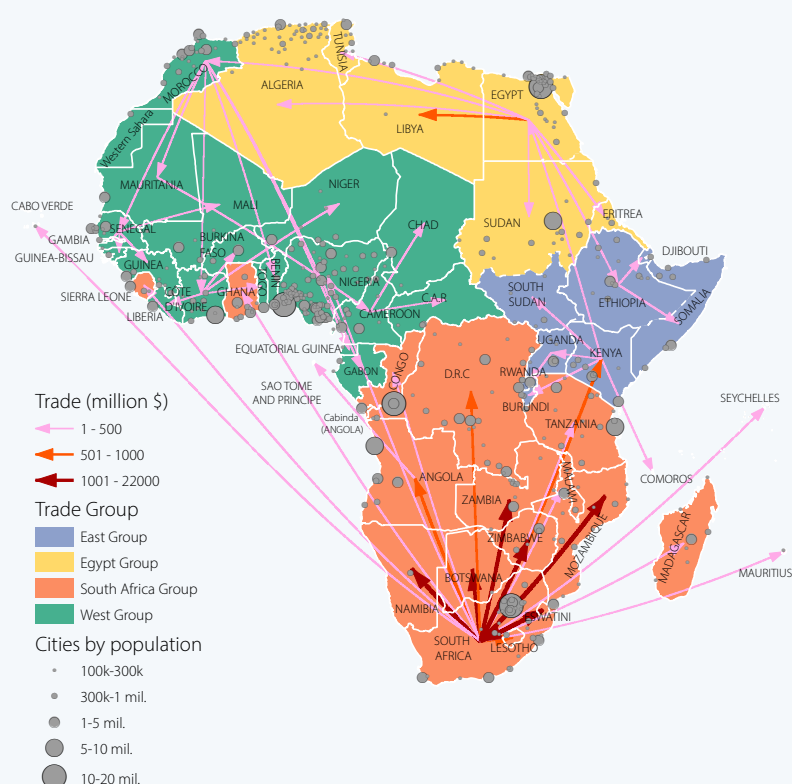 TUNISIA
MOROCCO
ALGERIA
EGYPT
LIBYA
Western Sahara
MAURITANIA
NIGER
CABO VERDE
MALI
SUDAN
ERITREA
CHAD
SENEGAL
GAMBIA
BURKINA
FASO
DJIBOUTI
GUINEA-BISSAU
GUINEA
BENIN
NIGERIA
SOUTH
SUDAN
ETHIOPIA
SOMALIA
SIERRA LEONE
CÔTE
D'IVOIRE
GHANA
TOGO
C.A.R
LIBERIA
CAMEROON
EQUATORIAL GUINEA
UGANDA
KENYA
GABON
CONGO
D.R.C
RWANDA
SAO TOME
AND PRINCIPE
BURUNDI
SEYCHELLES
Cabinda
(ANGOLA)
TANZANIA
ANGOLA
MALAWI
COMOROS
ZAMBIA
ZIMBABWE
MOZAMBIQUE
MADAGASCAR
BOTSWANA
MAURITIUS
NAMIBIA
ESWATINI
SOUTH
AFRICA
LESOTHO
Trade (million $)
1 - 500
501 - 1000
1001 - 22000
Trade Group
East Group
Egypt Group
South Africa Group
West Group
Cities by population
100k-300k
300k-1 mil.
1-5 mil.
5-10 mil.
10-20 mil.